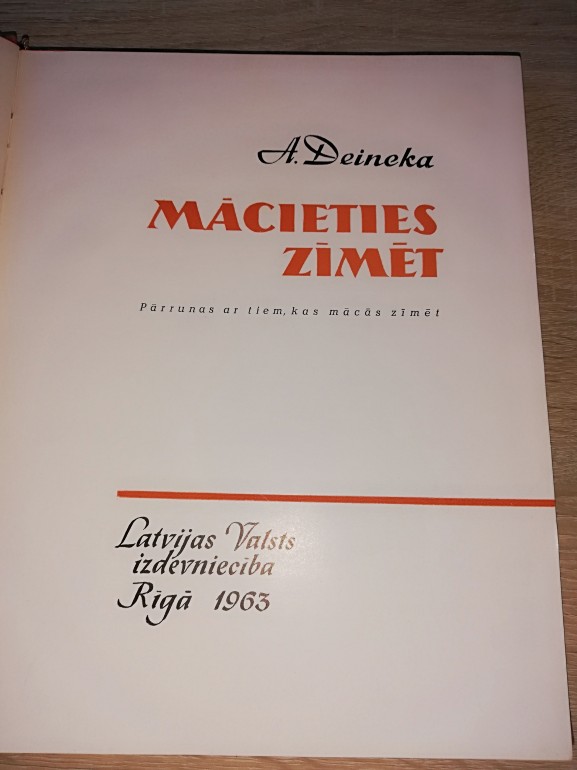 A. Deineka
MĀCIETIES
ZĪMĒT
Pārrunas ar tiem, kas mācās zīmēt
Latvijas Valsts
izdevniecība
Rīgā 1963